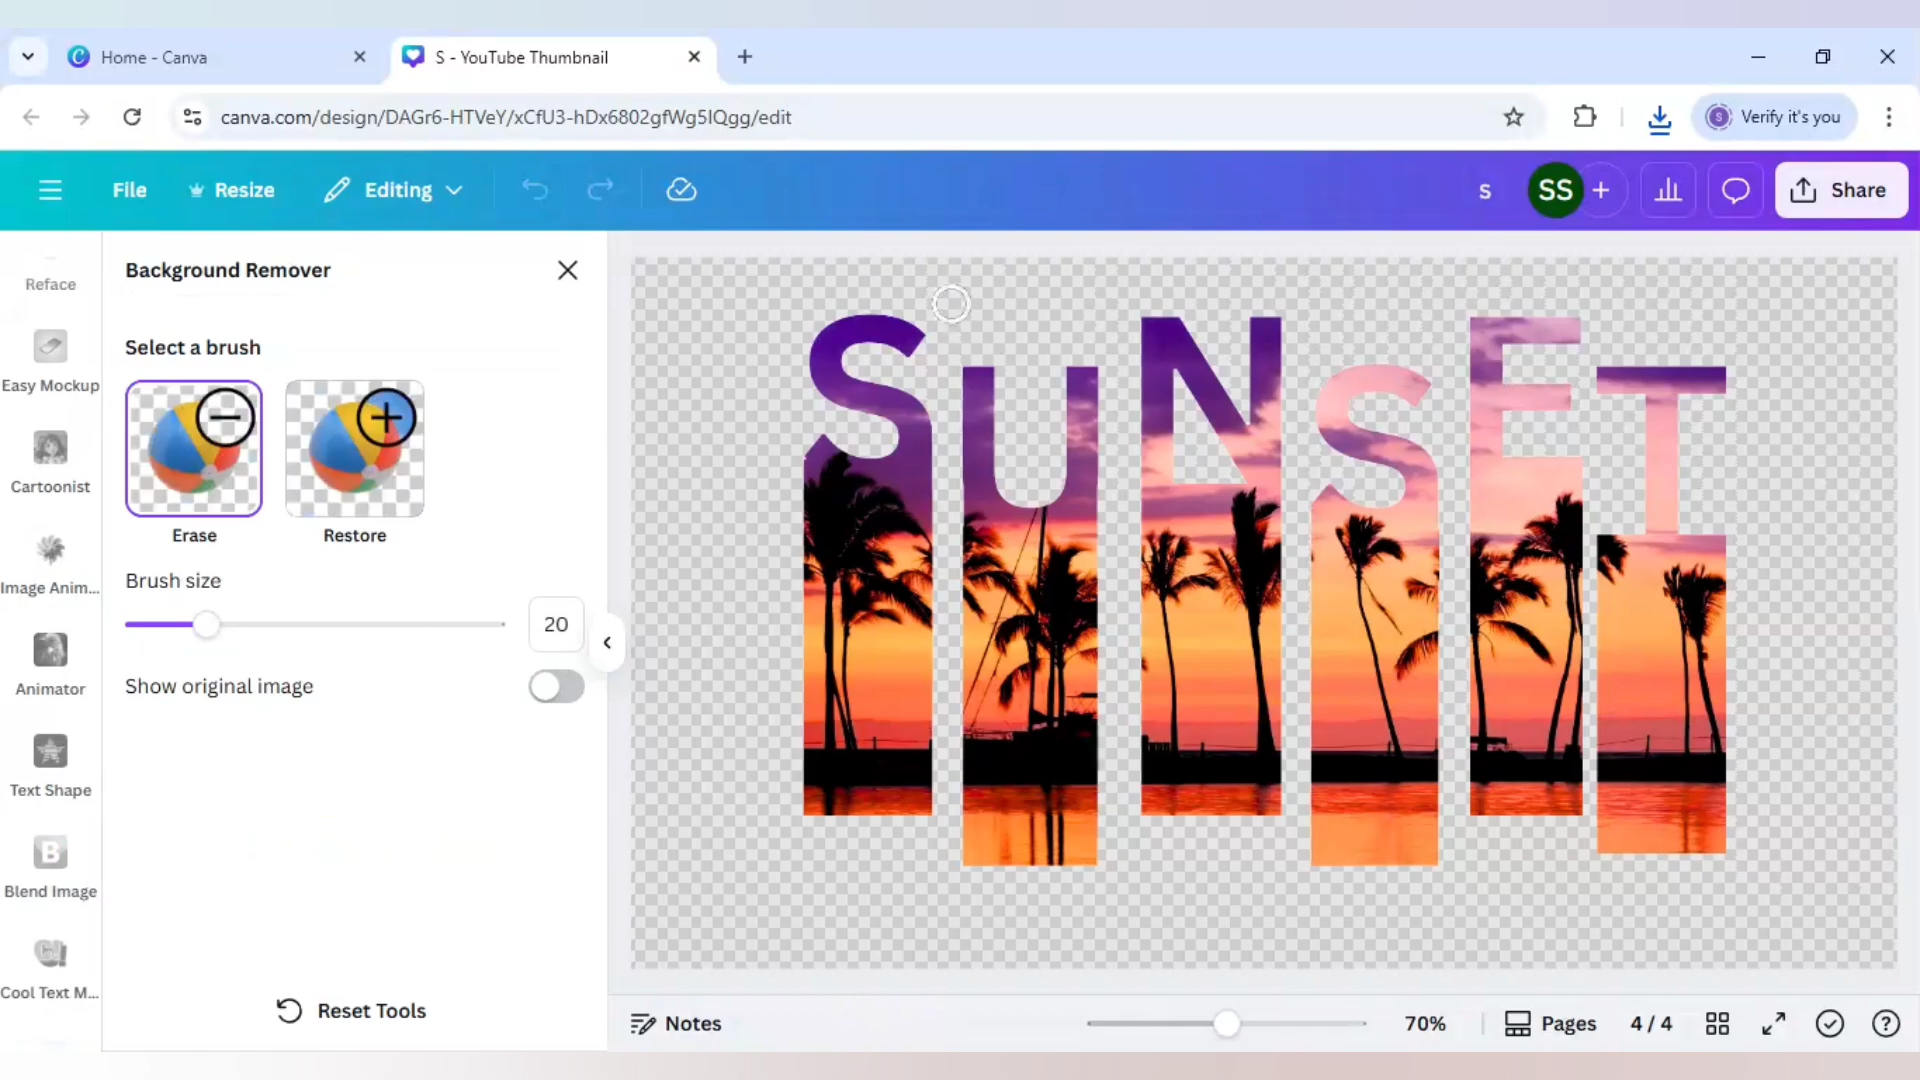 Home - Canva
S - YouTube Thumbnail
canva.com/design/DAGr6-HTVeY/xCfU3-hDx6802gfWg5IQgg/edit
Verify it's you
File
Resize
Editing
S
SS
Share
Reface
Easy Mockup
Cartoonist
Image Anim...
Animator
Text Shape
Blend Image
Cool Text M...
Background Remover
Select a brush
Erase
Restore
Brush size
20
Show original image
Reset Tools
SUNSET
Notes
70%
Pages
4 / 4